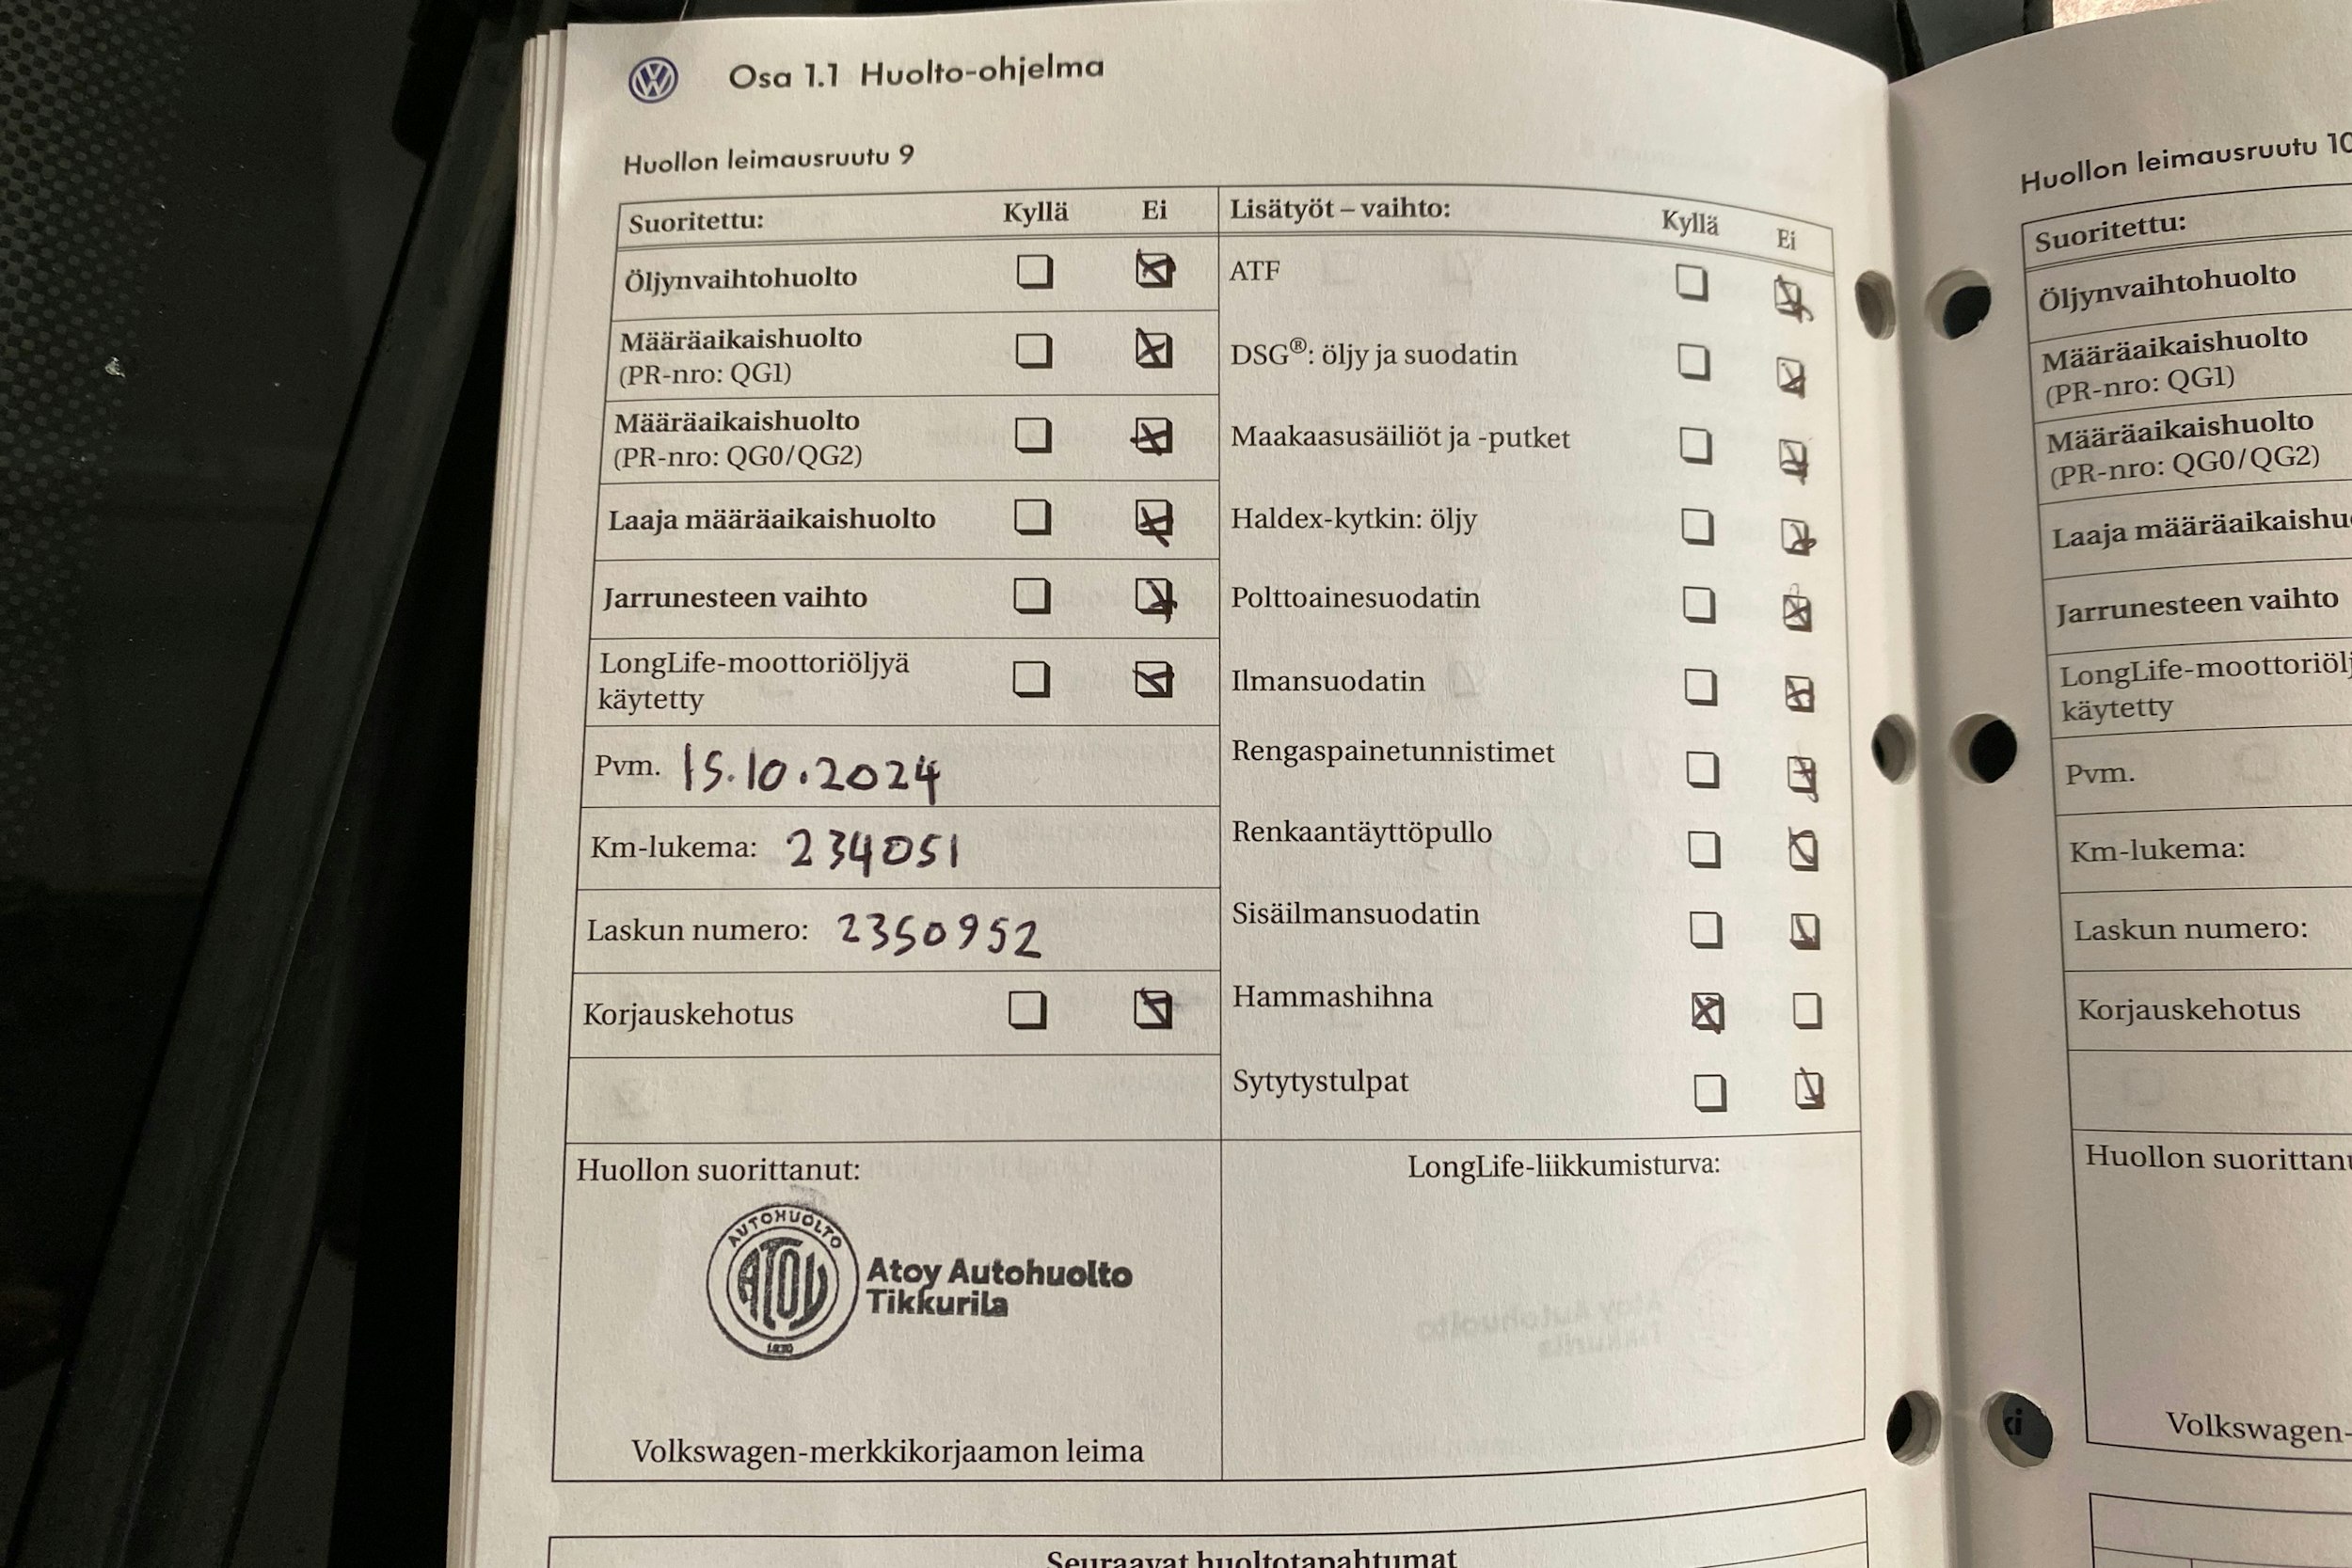 Osa 1.1 Huolto-ohjelma
Huollon leimausruutu 9
Suoritettu: Kyllä Ei
Öljynvaihtohuolto
Määräaikaishuolto
(PR-nro: QG1)
Määräaikaishuolto
(PR-nro: QG0/QG2)
Laaja määräaikaishuolto
Jarrunesteen vaihto
LongLife-moottoriöljyä
käytetty
Pvm. 15.10.2024
Km-lukema: 234051
Laskun numero: 2350952
Korjauskehotus
Lisätyöt – vaihto: Kyllä Ei
ATF
DSG®: öljy ja suodatin
Maakaasusäiliöt ja -putket
Haldex-kytkin: öljy
Polttoainesuodatin
Ilmansuodatin
Rengaspainetunnistimet
Renkaantäyttöpullo
Sisäilmansuodatin
Hammashihna
Sytytystulpat
Huollon suorittanut:
AUTOHUOLTO
ATOY
Atoy Autohuolto
Tikkurila
Volkswagen-merkkikorjaamon leima
LongLife-liikkumisturva:
Seuraavat huoltotapahtumat
Huollon leimausruutu 10
Suoritettu:
Öljynvaihtohuolto
Määräaikaishuolto
(PR-nro: QG1)
Määräaikaishuolto
(PR-nro: QG0/QG2)
Laaja
Jarrunesteen vaihto
käytetty
Pvm.
Km-lukema:
Laskun numero:
Korjauskehotus
Huollon
Volkswagen-